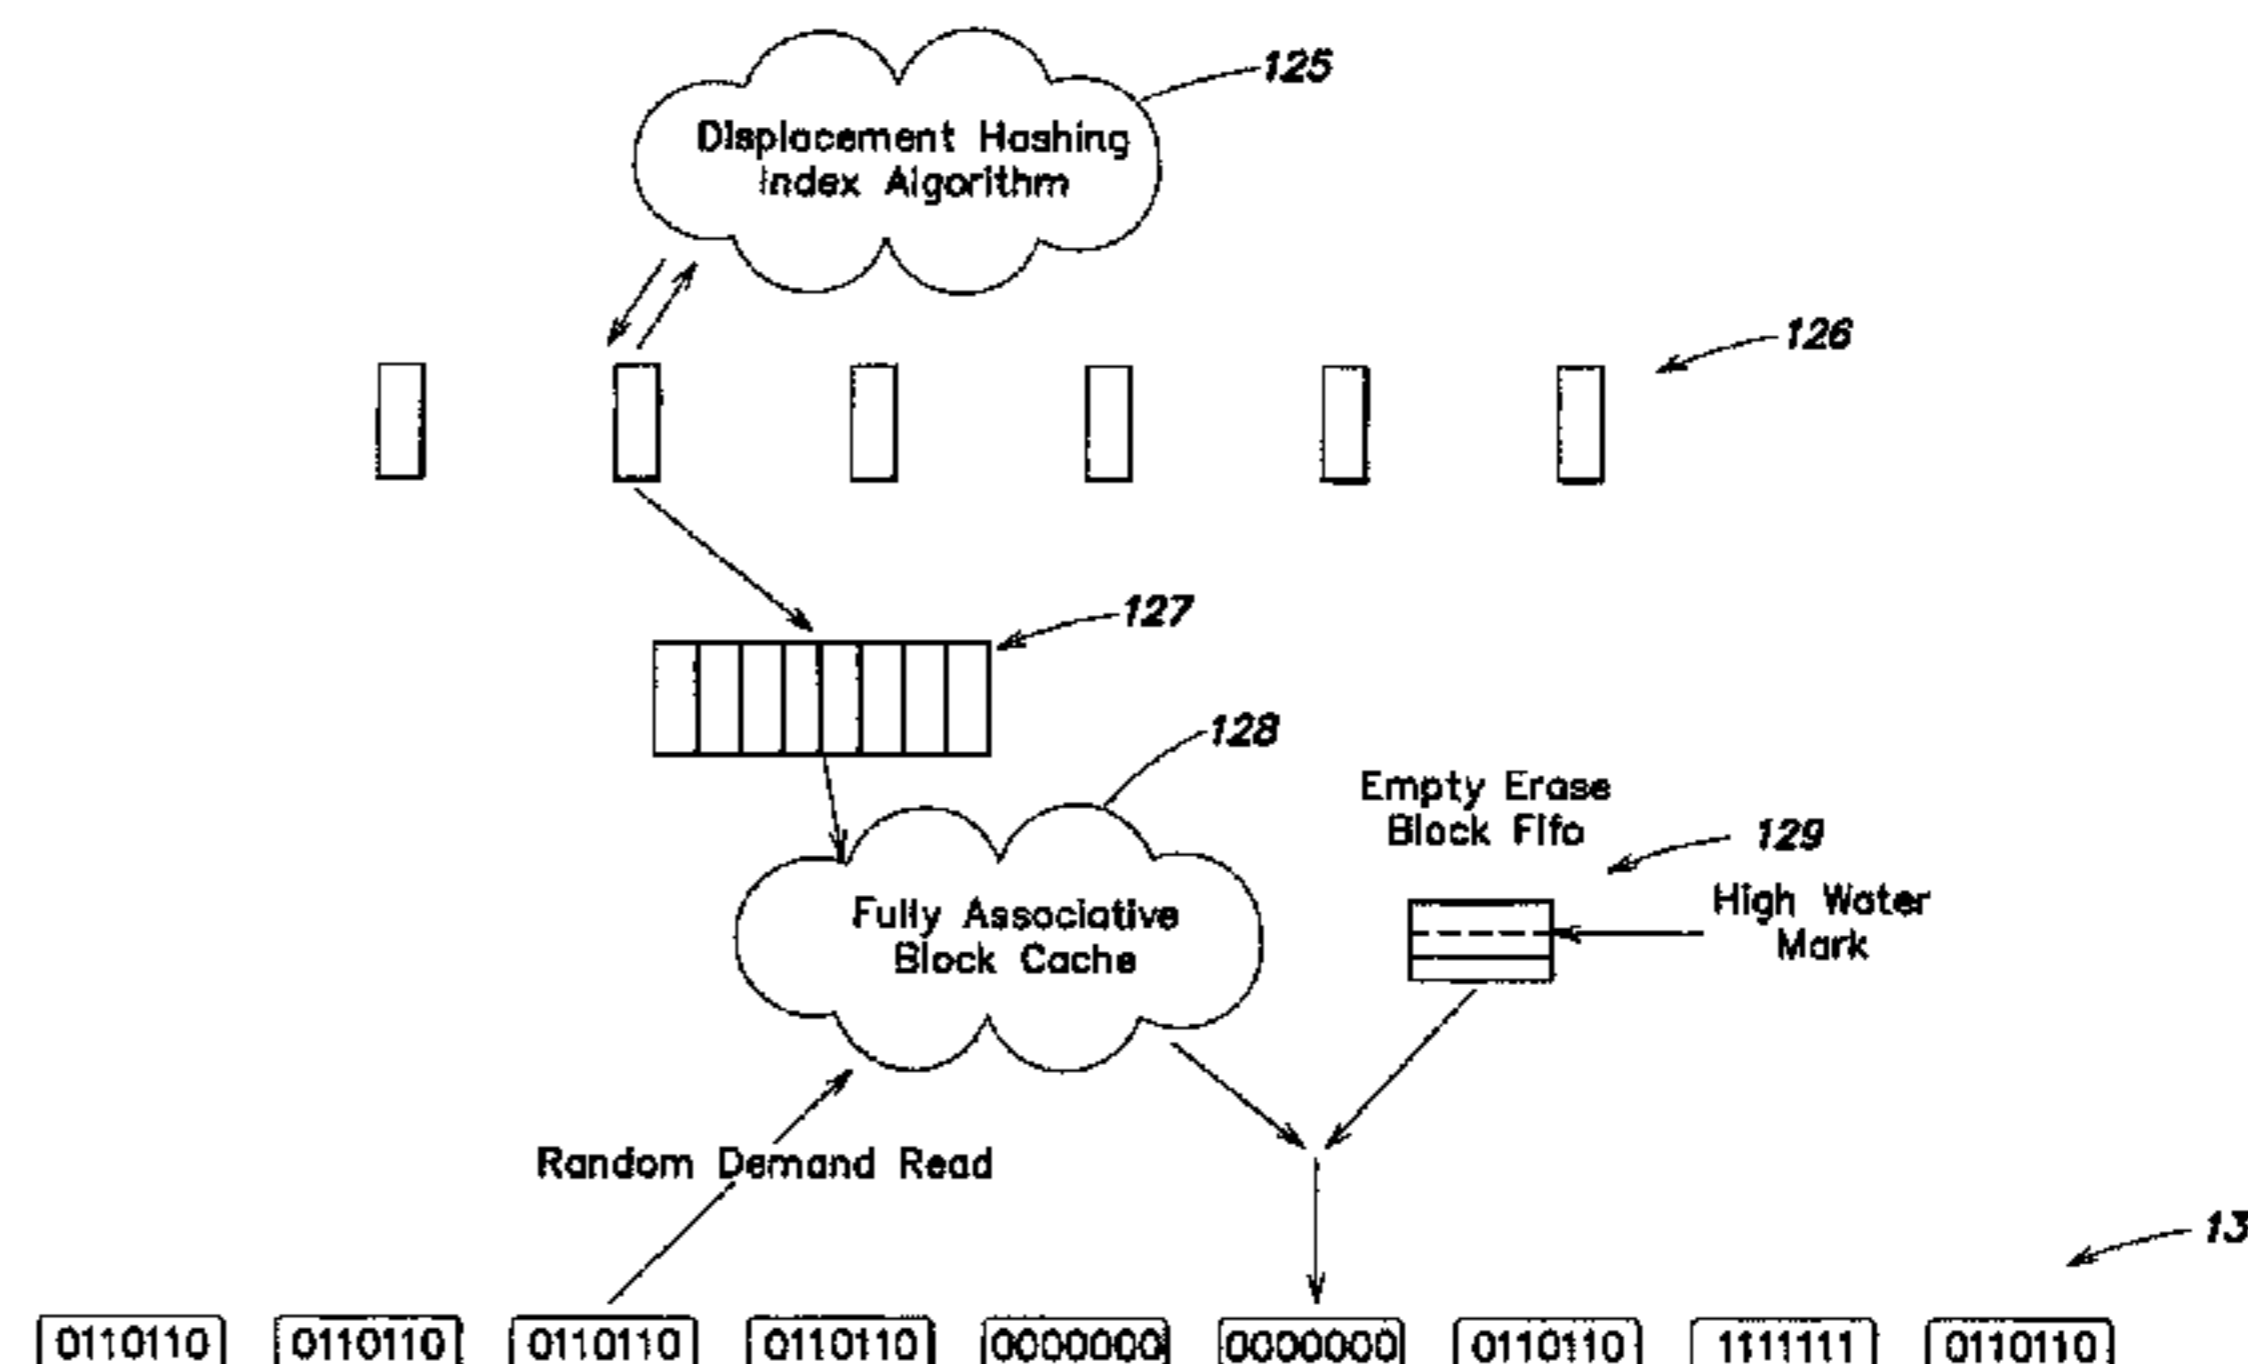 125
Displacement Hashing
Index Algorithm
126
127
128
Empty Erase
Block Fifo
129
High Water
Mark
Fully Associative
Block Cache
Random Demand Read
13
0110110 0110110 0110110 0110110 0000000 0000000 0110110 1111111 0110110